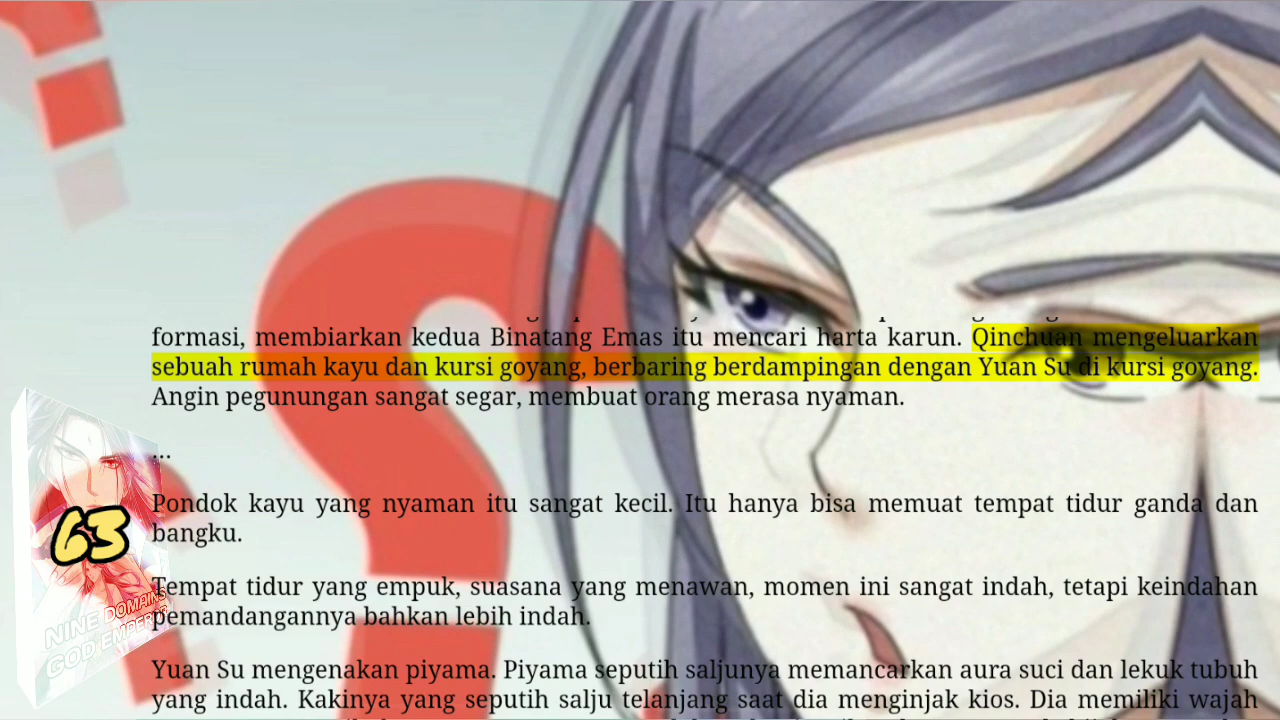 formasi, membiarkan kedua Binatang Emas itu mencari harta karun. Qinchuan mengeluarkan
sebuah rumah kayu dan kursi goyang, berbaring berdampingan dengan Yuan Su di kursi goyang.
Angin pegunungan sangat segar, membuat orang merasa nyaman.
...
Pondok kayu yang nyaman itu sangat kecil. Itu hanya bisa memuat tempat tidur ganda dan
bangku.
Tempat tidur yang empuk, suasana yang menawan, momen ini sangat indah, tetapi keindahan
pemandangannya bahkan lebih indah.
Yuan Su mengenakan piyama. Piyama seputih saljunya memancarkan aura suci dan lekuk tubuh
yang indah. Kakinya yang seputih salju telanjang saat dia menginjak kios. Dia memiliki wajah
63
NINE DOMAINS
GOD EMPEROR